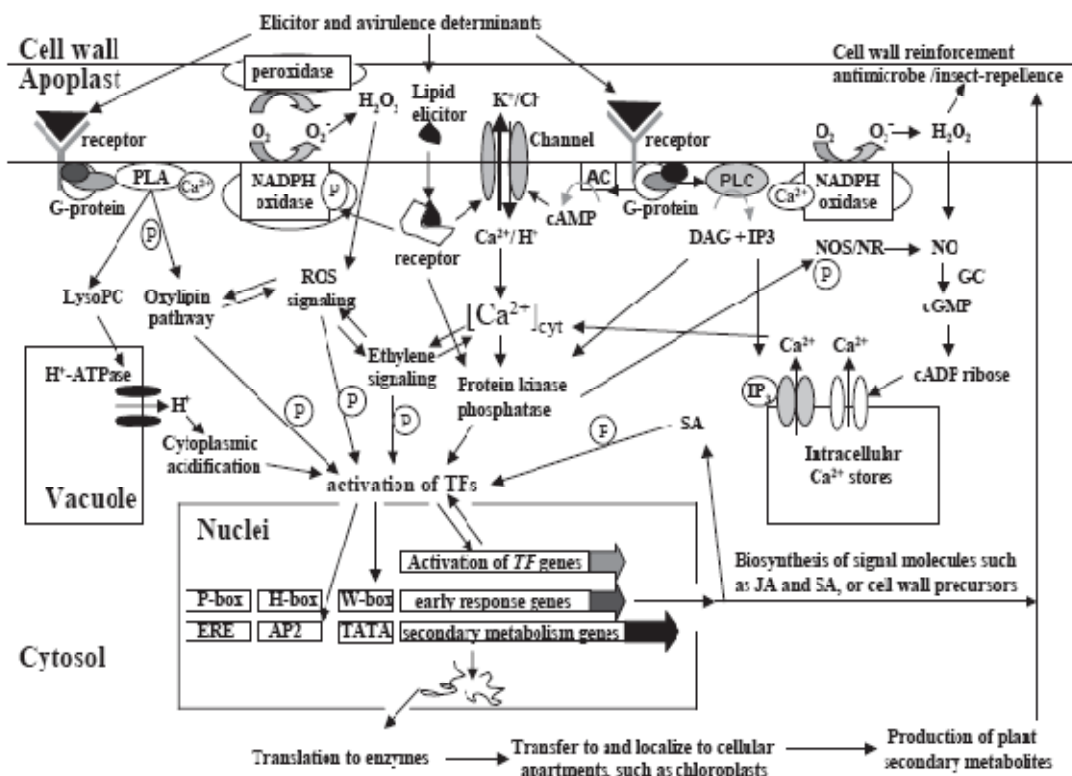 Elicitor and avirulence determinants
Cell wall
Apoplast
Cell wall reinforcement
antimicrobe /insect-repellence
peroxidase
H2O2
Lipid
elicitor
K+/Cl-
Channel
receptor
O2
O2-
receptor
O2
O2-
H2O2
PLA
Ca2+
G-protein
NADPH
oxidase
P
AC
cAMP
G-protein
PLC
Ca2+
NADPH
oxidase
P
receptor
Ca2+/ H+
DAG + IP3
NOS/NR
P
NO
GC
cGMP
LysoPC
Oxylipin
pathway
ROS
signaling
[Ca2+]cyt
Ethylene
signaling
Protein kinase
phosphatase
Ca2+
Ca2+
cADP ribose
IP3
H+-ATPase
H+
Cytoplasmic
acidification
Vacuole
P
P
P
P
SA
Intracellular
Ca2+ stores
activation of TFs
Nuclei
Activation of TF genes
P-box
H-box
W-box
early response genes
ERE
AP2
TATA
secondary metabolism genes
Biosynthesis of signal molecules such
as JA and SA, or cell wall precursors
Cytosol
Translation to enzymes
Transfer to and localize to cellular
apartments, such as chloroplasts
Production of plant
secondary metabolites